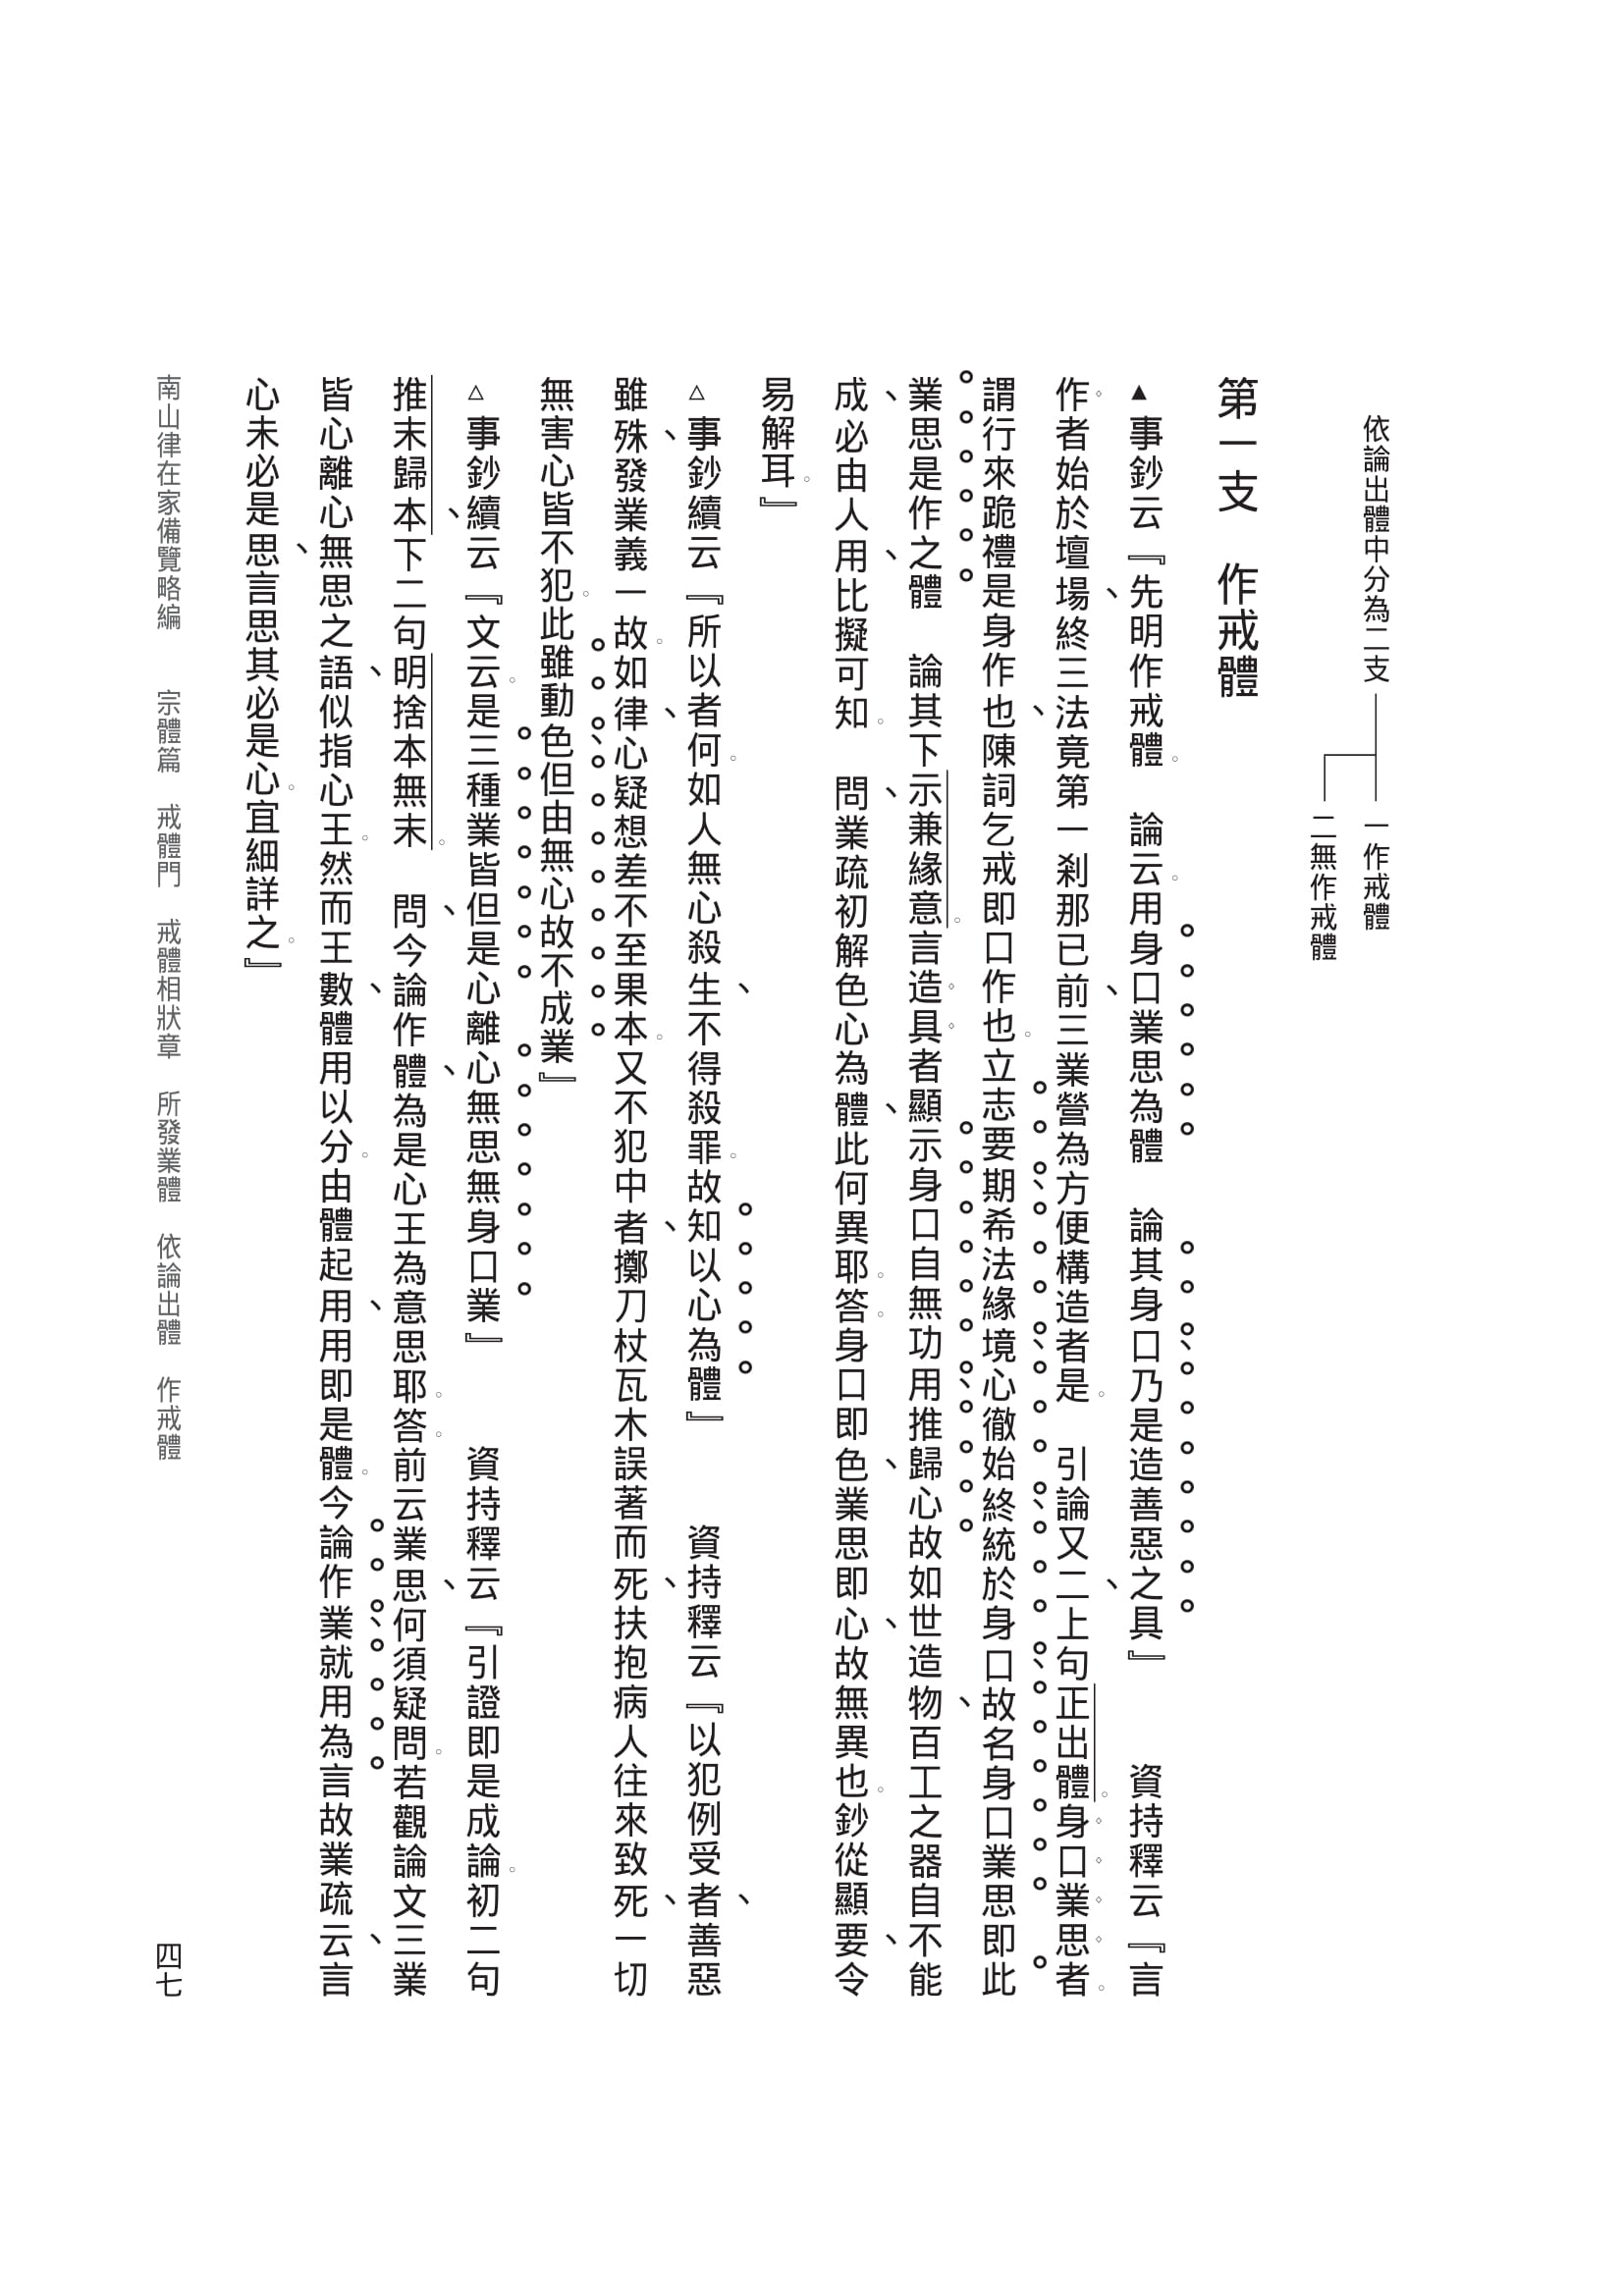 依論出體中分為二支
一作戒體
二無作戒體
第一支　作戒體
▲事鈔云『先明作戒體。　論云。用身口業思為體　論其身口、乃是造善惡之具』　　資持釋云『言
作者始於壇場、終三法竟第一剎那已前、三業營為、方便構造者是。　引論又二、上句正出體。身口業思者。
謂行來跪禮是身作也、陳詞乞戒即口作也。立志要期、希法緣境、心徹始終、統於身口、故名身口業思、即此
業思是作之體　論其下示兼緣意。言造具者顯示身口自無功用、推歸心故、如世造物、百工之器自不能
成、必由人用、比擬可知。　問、業疏初解色心為體、此何異耶。答。身口即色、業思即心、故無異也。鈔從顯要、令
易解耳。』
△事鈔續云『所以者何。如人無心殺生、不得殺罪。故知以心為體』　　資持釋云『以犯例受者、善惡
雖殊、發業義一故。如律、心疑想差、不至果本。又不犯中者、擲刀杖瓦木誤著而死、扶抱病人往來致死、一切
無害心皆不犯。此雖動色但由無心故不成業』
△事鈔續云『文云。是三種業皆但是心離心無思無身口業』　　資持釋云『引證即是成論。初二句
推末歸本、下二句明捨本無末。　問、今論作體、為是心王為意思耶。答。前云業思、何須疑問。若觀論文三業
皆心離心無思之語、似指心王。然而王數、體用以分。由體起用、用即是體。今論作業、就用為言、故業疏云、言
心未必是思、言思其必是心。宜細詳之。』
南山律在家備覽略編　　宗體篇　戒體門　戒體相狀章　所發業體　依論出體　作戒體
四七